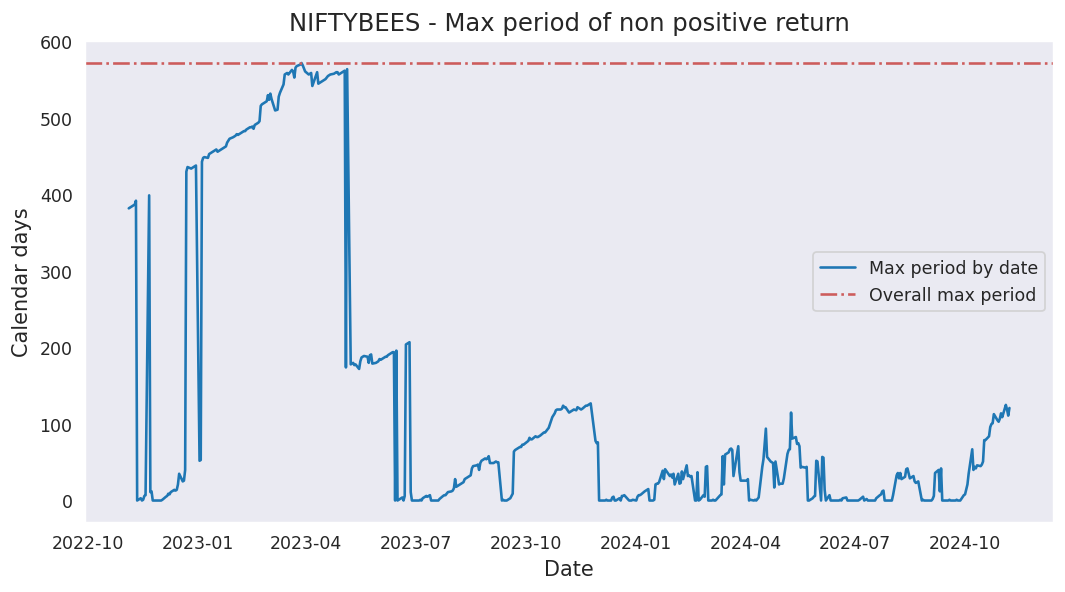 NIFTYBEES - Max period of non positive return
600
500
400
300
200
100
0
Calendar days
Max period by date
Overall max period
2022-10 2023-01 2023-04 2023-07 2023-10 2024-01 2024-04 2024-07 2024-10
Date